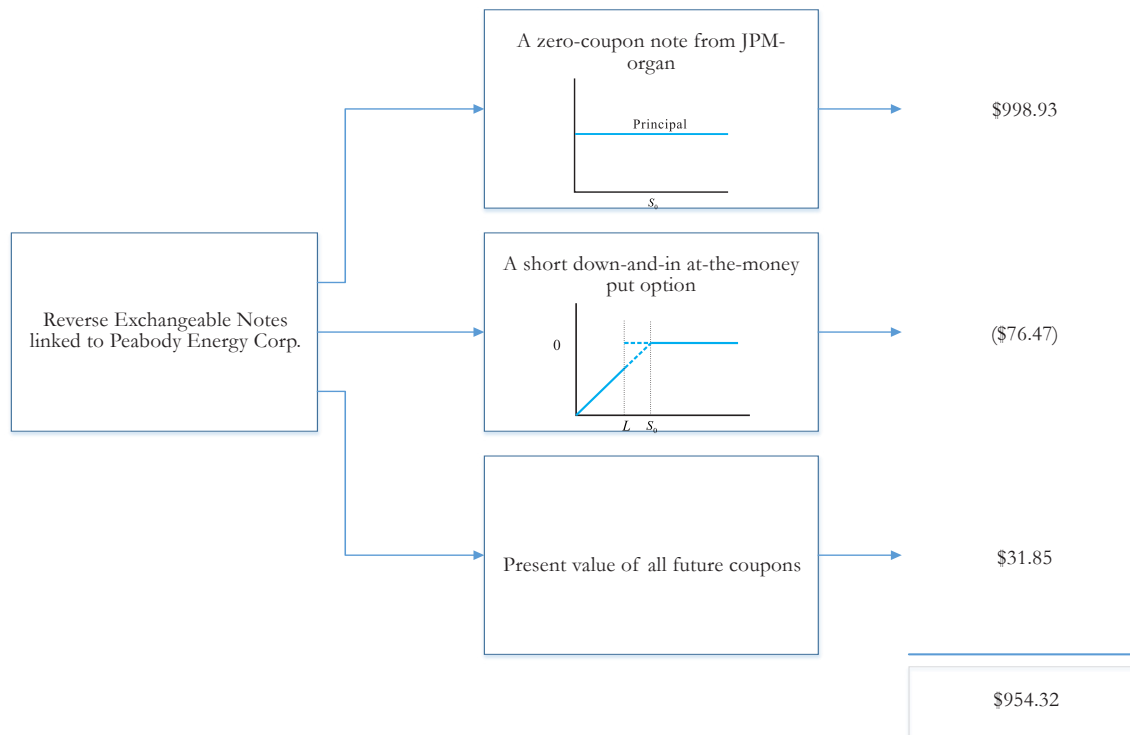 A zero-coupon note from JPM-
organ
Principal
S₀
$998.93
Reverse Exchangeable Notes
linked to Peabody Energy Corp.
A short down-and-in at-the-money
put option
0
L S₀
($76.47)
Present value of all future coupons
$31.85
$954.32